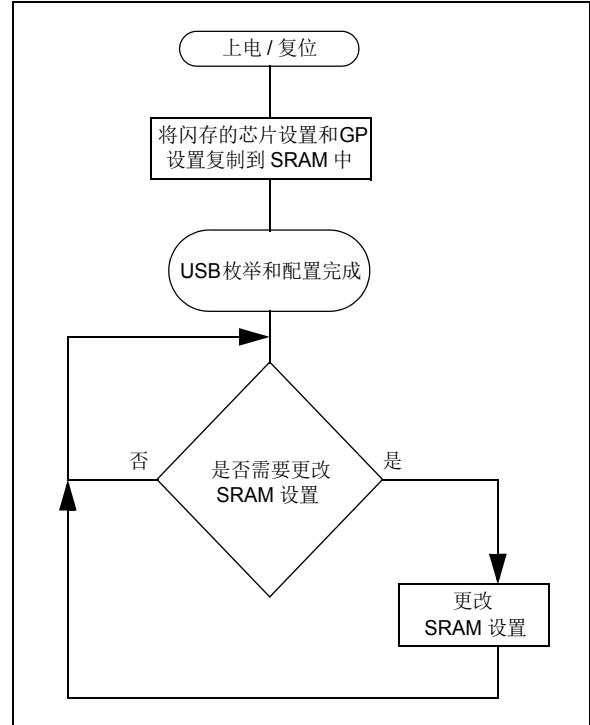 上电 / 复位
将闪存的芯片设置和GP
设置复制到 SRAM 中
USB枚举和配置完成
否
是否需要更改
SRAM 设置
是
更改
SRAM 设置